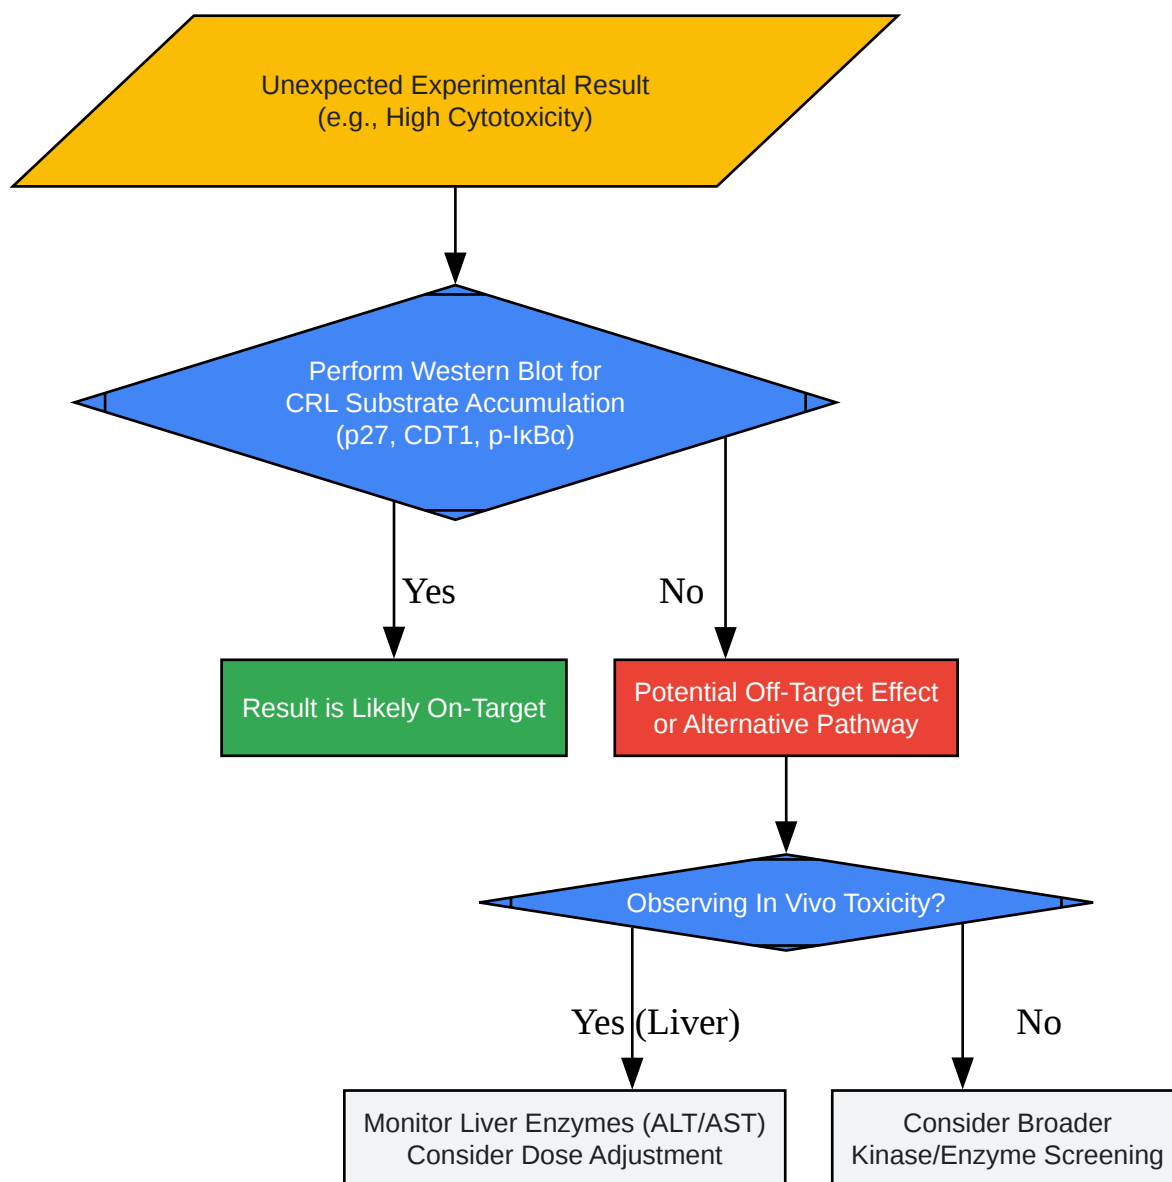 Unexpected Experimental Result
(e.g., High Cytotoxicity)
Perform Western Blot for
CRL Substrate Accumulation
(p27, CDT1, p-IκBα)
Yes
No
Result is Likely On-Target
Potential Off-Target Effect
or Alternative Pathway
Observing In Vivo Toxicity?
Yes (Liver)
No
Monitor Liver Enzymes (ALT/AST)
Consider Dose Adjustment
Consider Broader
Kinase/Enzyme Screening